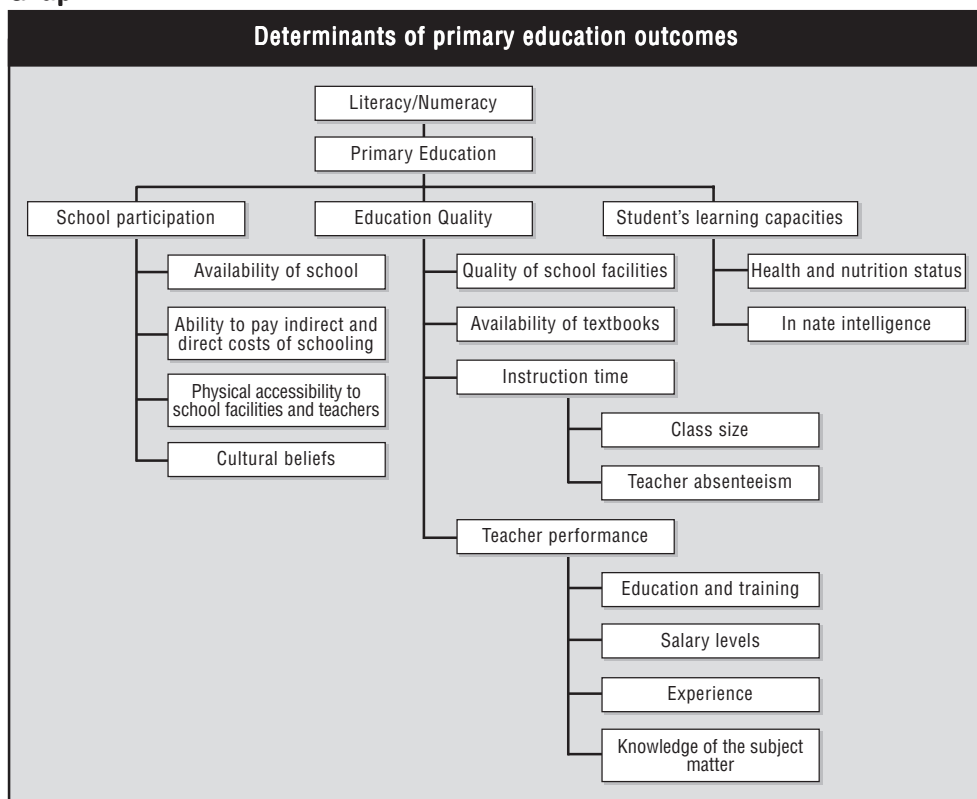 Determinants of primary education outcomes
Literacy/Numeracy
Primary Education
School participation
Education Quality
Student's learning capacities
Availability of school
Quality of school facilities
Health and nutrition status
Ability to pay indirect and
direct costs of schooling
Availability of textbooks
In nate intelligence
Physical accessibility to
school facilities and teachers
Instruction time
Cultural beliefs
Class size
Teacher absenteeism
Teacher performance
Education and training
Salary levels
Experience
Knowledge of the subject
matter